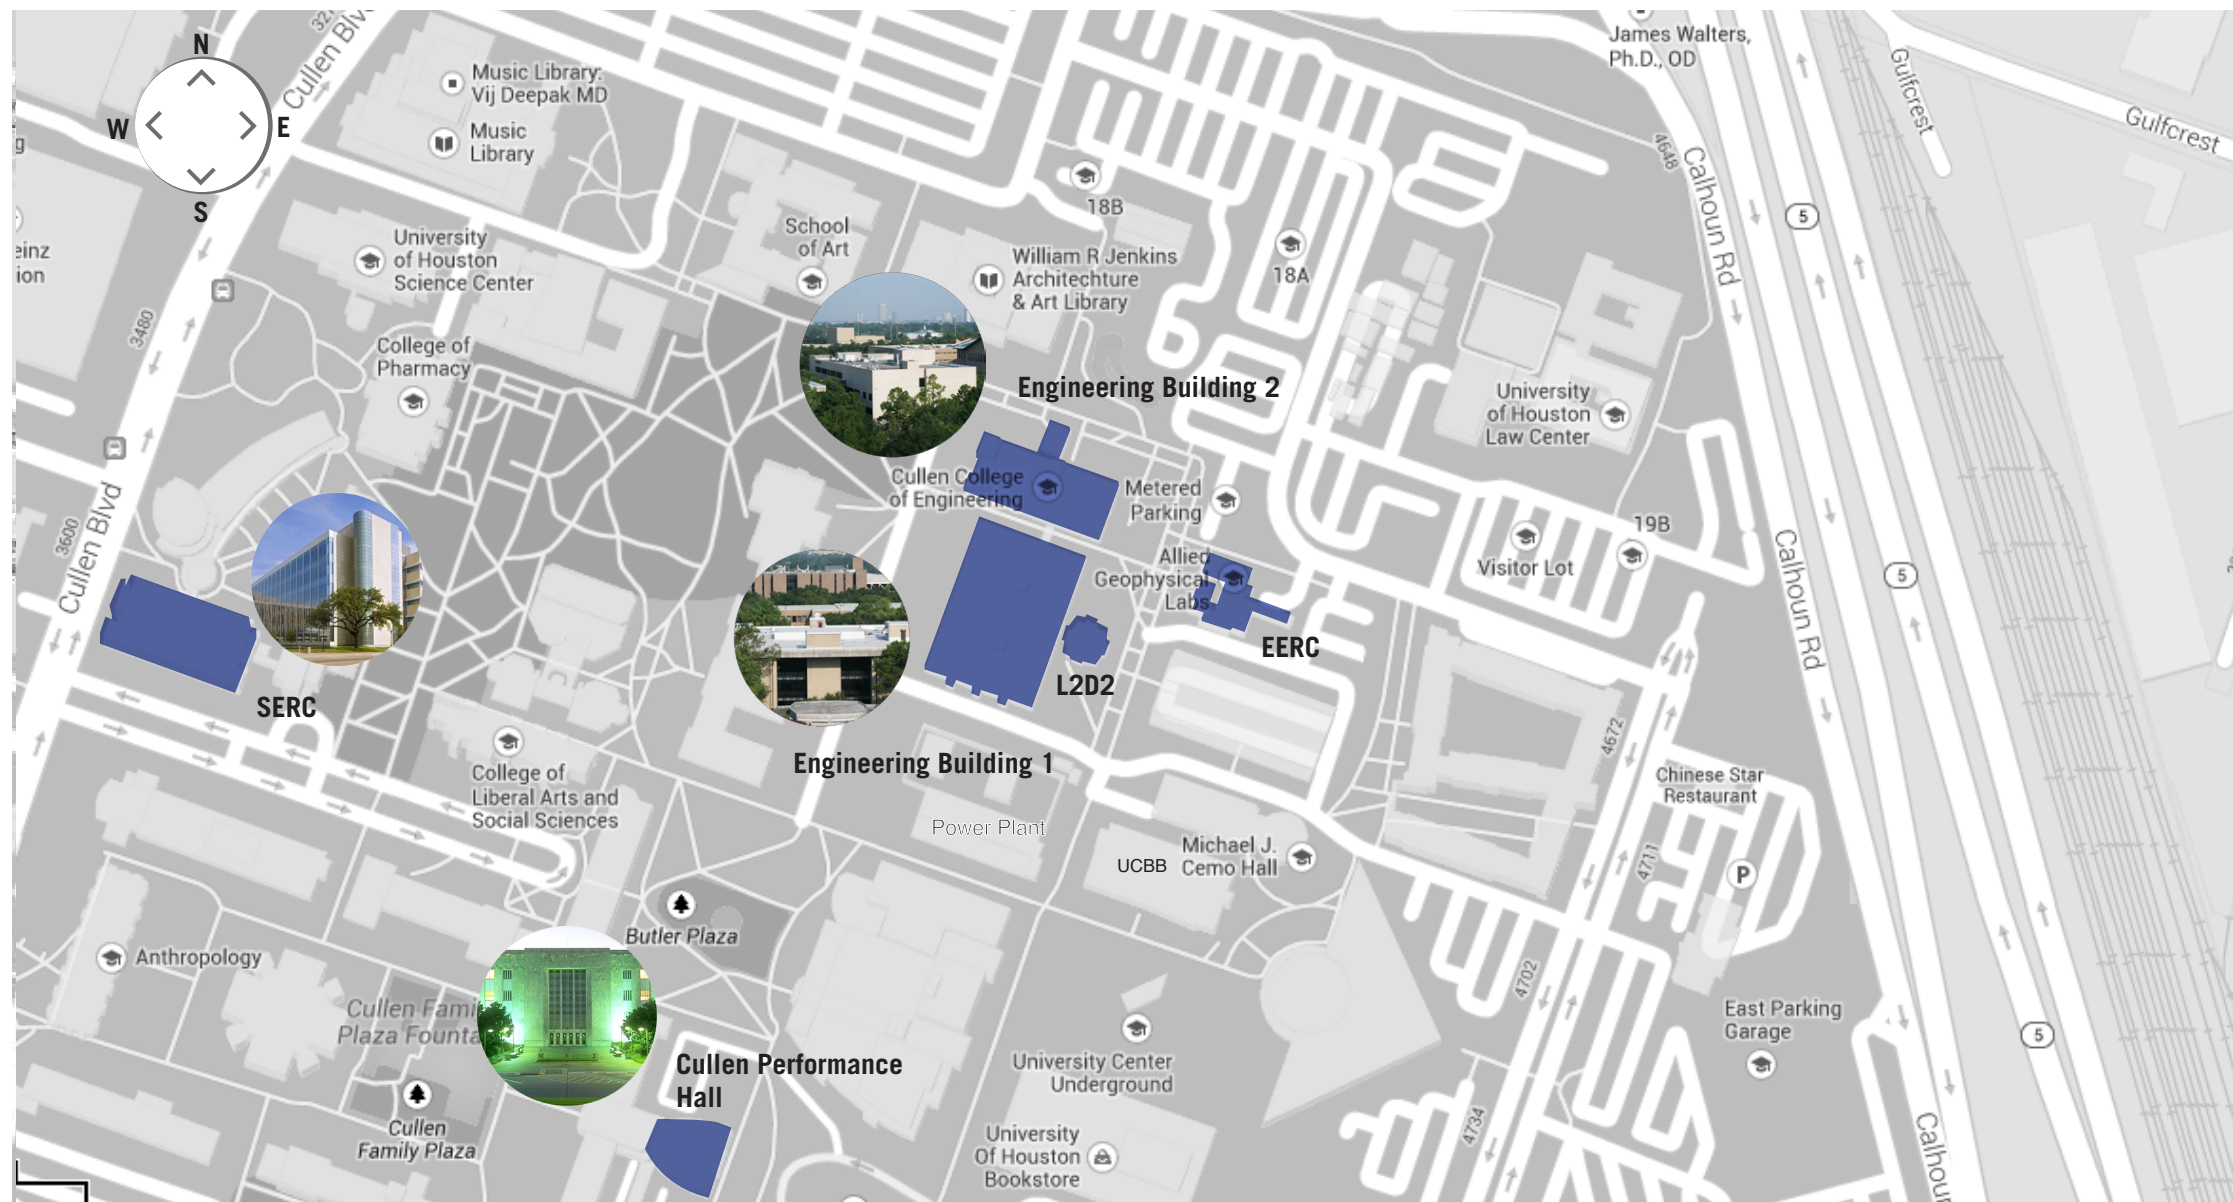 N
W
E
S
Cullen Blvd
Music Library:
Vij Deepak MD
Music
Library
James Walters,
Ph.D., OD
Gulfcrest
Gulfcrest
4648
Calhoun Rd
5
School
of Art
18B
William R Jenkins
Architechture
& Art Library
18A
University
of Houston
Science Center
einz
ion
3480
College of
Pharmacy
Engineering Building 2
University
of Houston
Law Center
Cullen College
of Engineering
Metered
Parking
19B
Visitor Lot
Calhoun Rd
5
3600
Cullen Blvd
Allied
Geophysical
Labs
EERC
L2D2
SERC
Engineering Building 1
College of
Liberal Arts and
Social Sciences
4672
Chinese Star
Restaurant
Power Plant
UCBB
Michael J.
Cemo Hall
4711
P
Butler Plaza
Anthropology
4702
Cullen Fami
Plaza Founta
East Parking
Garage
5
University Center
Underground
Cullen Performance
Hall
Cullen
Family Plaza
University
Of Houston
Bookstore
4734
Calhou